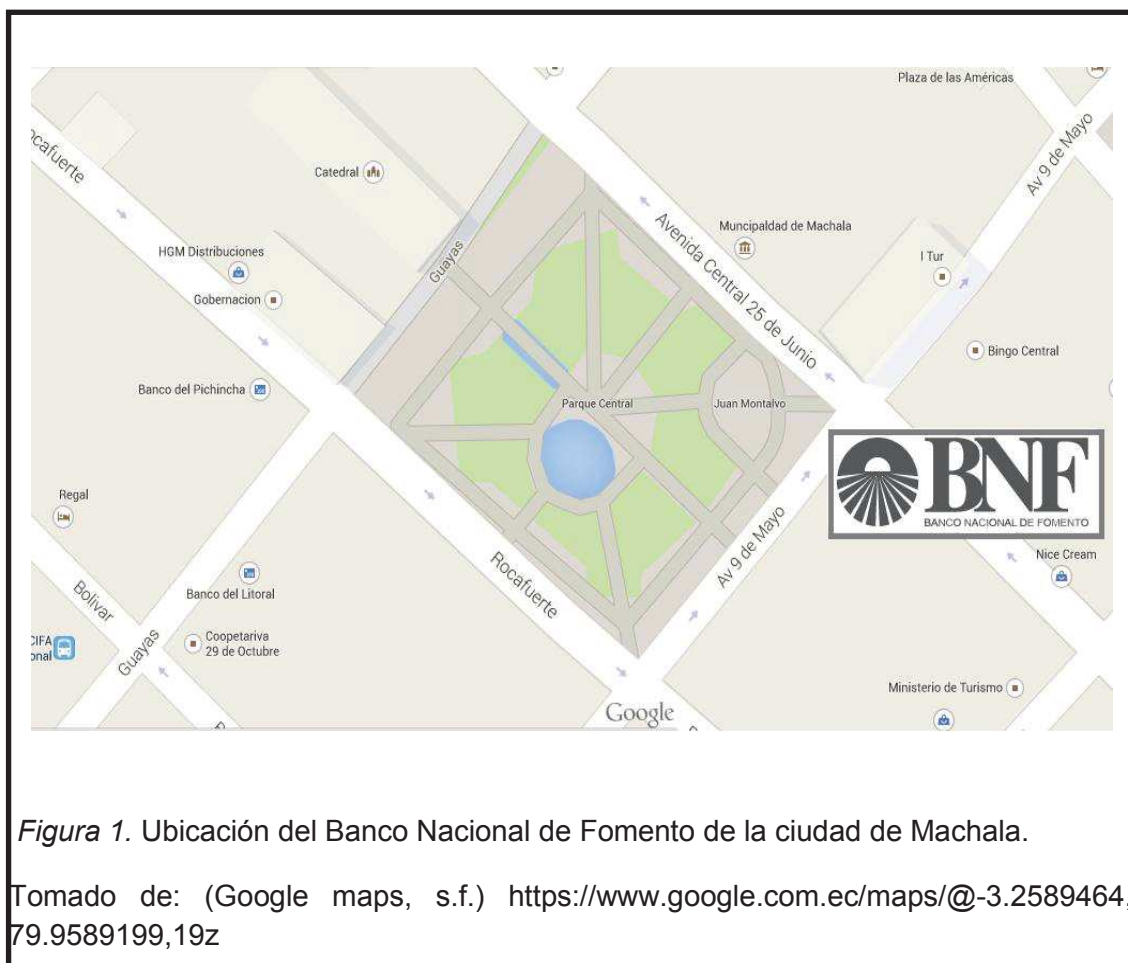 Plaza de las Américas
Rocafuerte
Av 9 de Mayo
Catedral
Muncipaldad de Machala
Avenida Central 25 de Junio
HGM Distribuciones
Guayas
I Tur
Gobernacion
Bingo Central
Banco del Pichincha
Parque Central
Juan Montalvo
BNF
BANCO NACIONAL DE FOMENTO
Regal
Av 9 de Mayo
Nice Cream
Rocafuerte
Banco del Litoral
Bolívar
Guayas
Coopetariva
29 de Octubre
CIFA
onal
Ministerio de Turismo
Google
Figura 1. Ubicación del Banco Nacional de Fomento de la ciudad de Machala.
Tomado de: (Google maps, s.f.) https://www.google.com.ec/maps/@-3.2589464,
79.9589199,19z